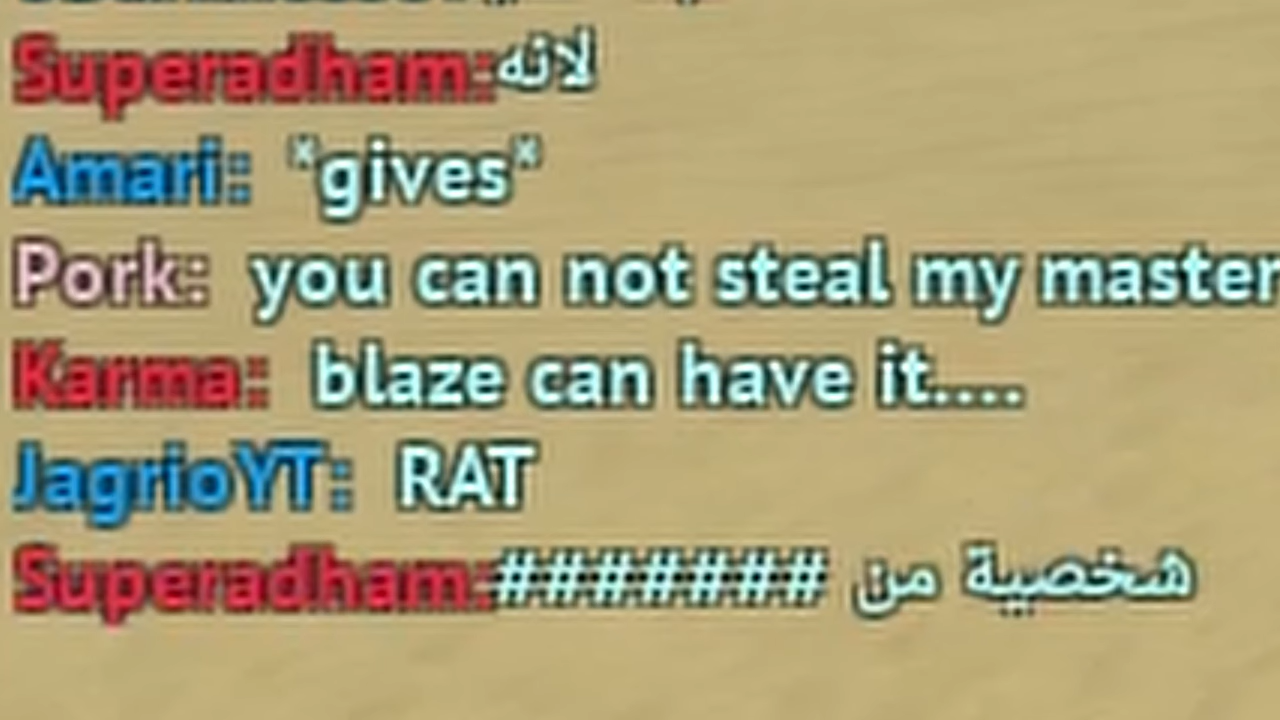 Superadham:لانه
Amari: *gives*
Pork: you can not steal my master
Karma: blaze can have it....
JagrioYT: RAT
Superadham:شخصية من #######